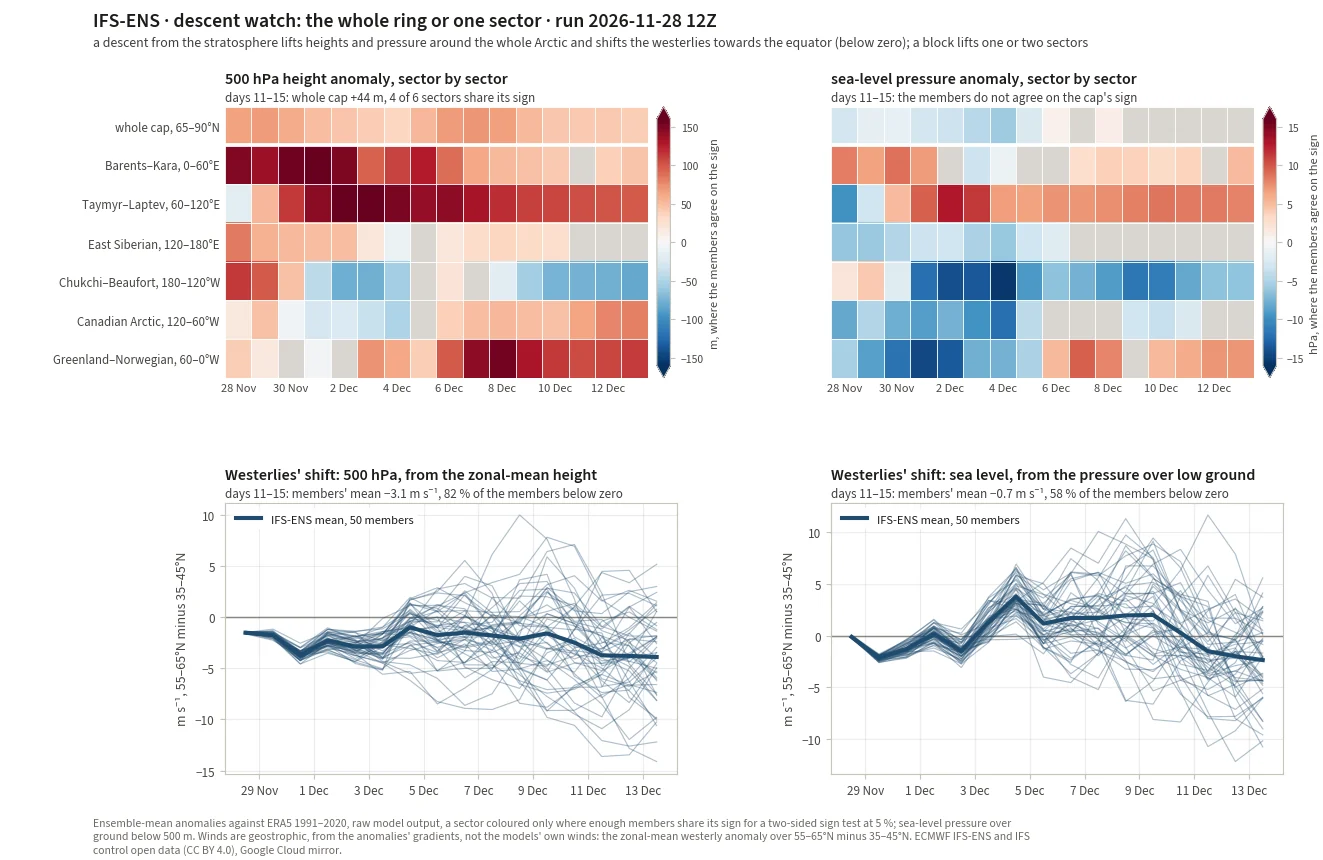 IFS-ENS · descent watch: the whole ring or one sector · run 2026-11-28 12Z
a descent from the stratosphere lifts heights and pressure around the whole Arctic and shifts the westerlies towards the equator (below zero); a block lifts one or two sectors
500 hPa height anomaly, sector by sector
days 11–15: whole cap +44 m, 4 of 6 sectors share its sign
whole cap, 65–90°N
Barents–Kara, 0–60°E
Taymyr–Laptev, 60–120°E
East Siberian, 120–180°E
Chukchi–Beaufort, 180–120°W
Canadian Arctic, 120–60°W
Greenland–Norwegian, 60–0°W
28 Nov 30 Nov 2 Dec 4 Dec 6 Dec 8 Dec 10 Dec 12 Dec
150
100
50
0
−50
−100
−150
m, where the members agree on the sign
sea-level pressure anomaly, sector by sector
days 11–15: the members do not agree on the cap's sign
28 Nov 30 Nov 2 Dec 4 Dec 6 Dec 8 Dec 10 Dec 12 Dec
15
10
5
0
−5
−10
−15
hPa, where the members agree on the sign
Westerlies' shift: 500 hPa, from the zonal-mean height
days 11–15: members' mean −3.1 m s⁻¹, 82 % of the members below zero
IFS-ENS mean, 50 members
m s⁻¹, 55–65°N minus 35–45°N
10
5
0
−5
−10
−15
29 Nov 1 Dec 3 Dec 5 Dec 7 Dec 9 Dec 11 Dec 13 Dec
Westerlies' shift: sea level, from the pressure over low ground
days 11–15: members' mean −0.7 m s⁻¹, 58 % of the members below zero
IFS-ENS mean, 50 members
m s⁻¹, 55–65°N minus 35–45°N
10
5
0
−5
−10
29 Nov 1 Dec 3 Dec 5 Dec 7 Dec 9 Dec 11 Dec 13 Dec
Ensemble-mean anomalies against ERA5 1991–2020, raw model output, a sector coloured only where enough members share its sign for a two-sided sign test at 5 %; sea-level pressure over
ground below 500 m. Winds are geostrophic, from the anomalies' gradients, not the models' own winds: the zonal-mean westerly anomaly over 55–65°N minus 35–45°N. ECMWF IFS-ENS and IFS
control open data (CC BY 4.0), Google Cloud mirror.